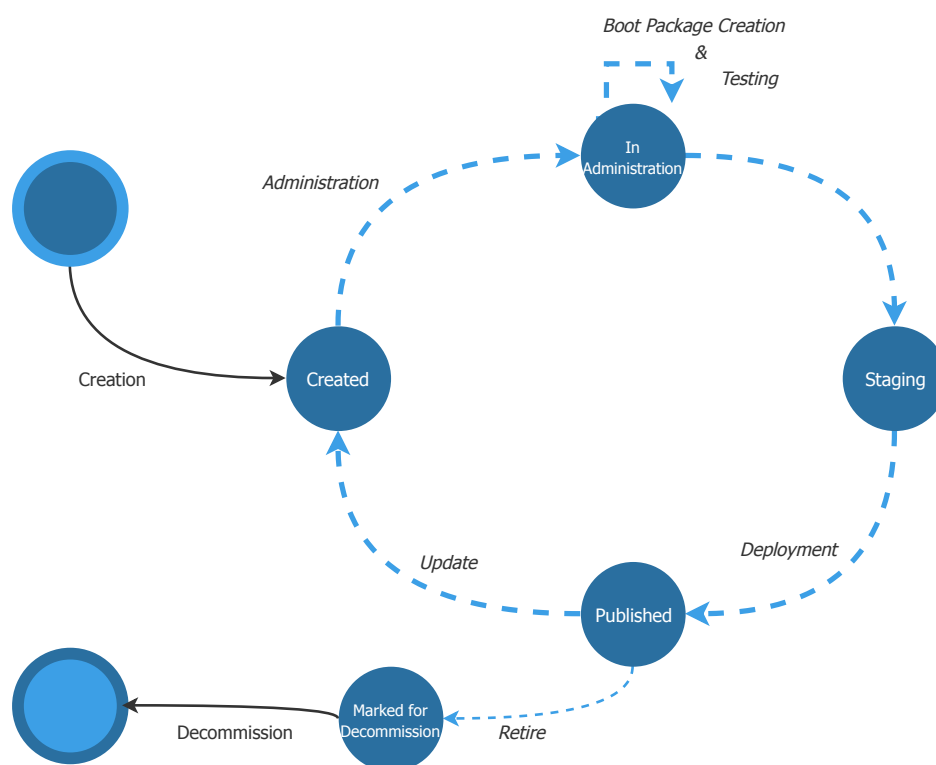 Boot Package Creation
&
Testing
In
Administration
Administration
Created
Creation
Staging
Update
Deployment
Published
Marked for
Decommission
Decommission
Retire